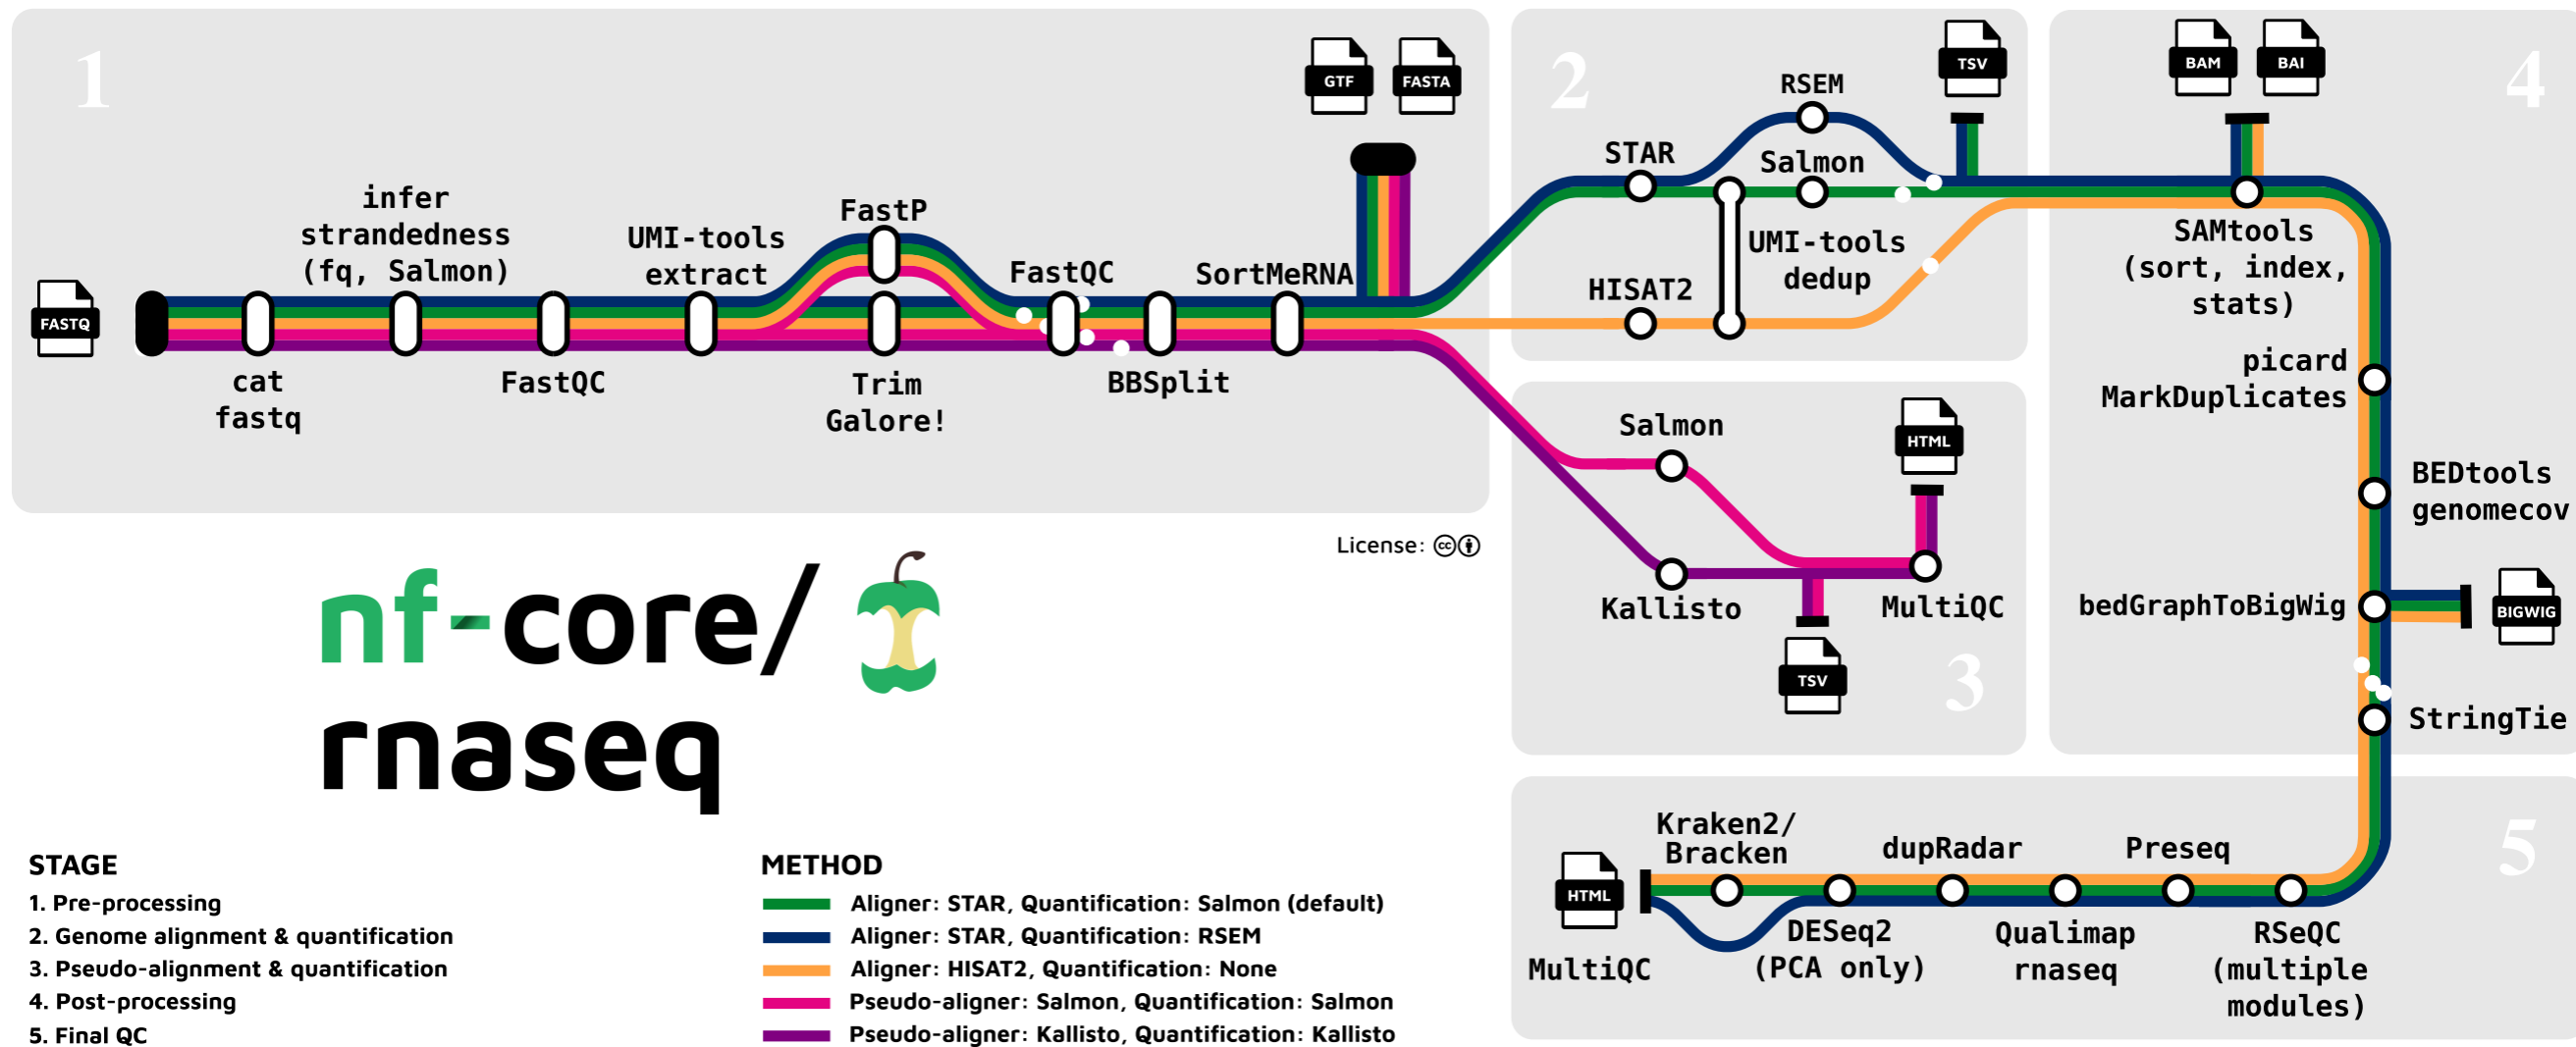 1
GTF
FASTA
FASTQ
infer
strandedness
(fq, Salmon)
UMI-tools
extract
FastP
FastQC
SortMeRNA
cat
fastq
FastQC
Trim
Galore!
BBSplit
2
RSEM
TSV
STAR
Salmon
UMI-tools
dedup
HISAT2
Salmon
HTML
Kallisto
MultiQC
TSV
3
BAM
BAI
4
SAMtools
(sort, index,
stats)
picard
MarkDuplicates
BEDtools
genomecov
bedGraphToBigWig
BIGWIG
StringTie
5
Kraken2/
Bracken
dupRadar
Preseq
HTML
MultiQC
DESeq2
(PCA only)
Qualimap
rnaseq
RSeQC
(multiple
modules)
License: cc
nf-core/
rnaseq
STAGE
1. Pre-processing
2. Genome alignment & quantification
3. Pseudo-alignment & quantification
4. Post-processing
5. Final QC
METHOD
Aligner: STAR, Quantification: Salmon (default)
Aligner: STAR, Quantification: RSEM
Aligner: HISAT2, Quantification: None
Pseudo-aligner: Salmon, Quantification: Salmon
Pseudo-aligner: Kallisto, Quantification: Kallisto